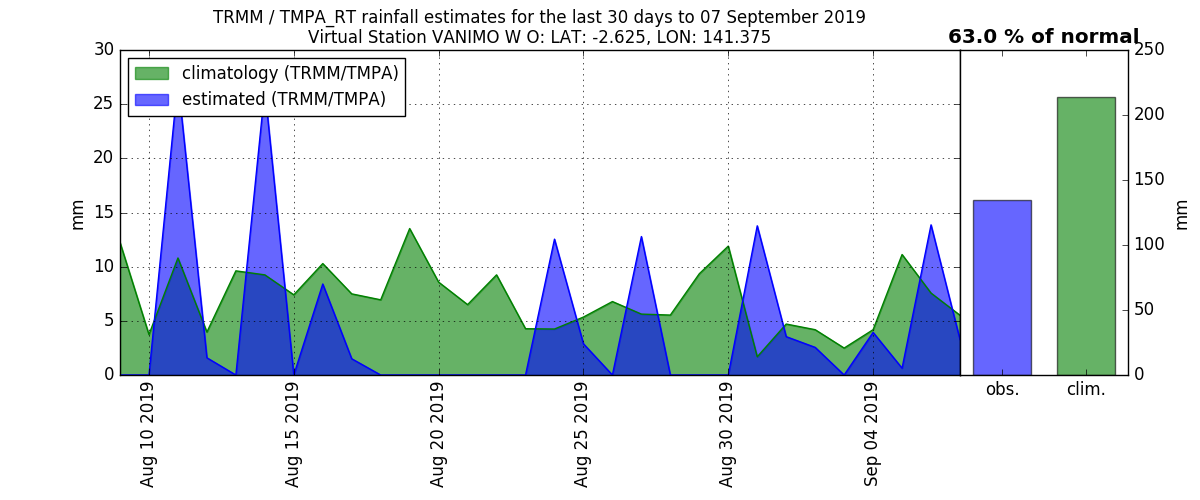 TRMM / TMPA_RT rainfall estimates for the last 30 days to 07 September 2019
Virtual Station VANIMO W O: LAT: -2.625, LON: 141.375
63.0 % of normal
climatology (TRMM/TMPA)
estimated (TRMM/TMPA)
30
25
20
15
10
5
0
mm
Aug 10 2019
Aug 15 2019
Aug 20 2019
Aug 25 2019
Aug 30 2019
Sep 04 2019
obs.
clim.
250
200
150
100
50
0
mm